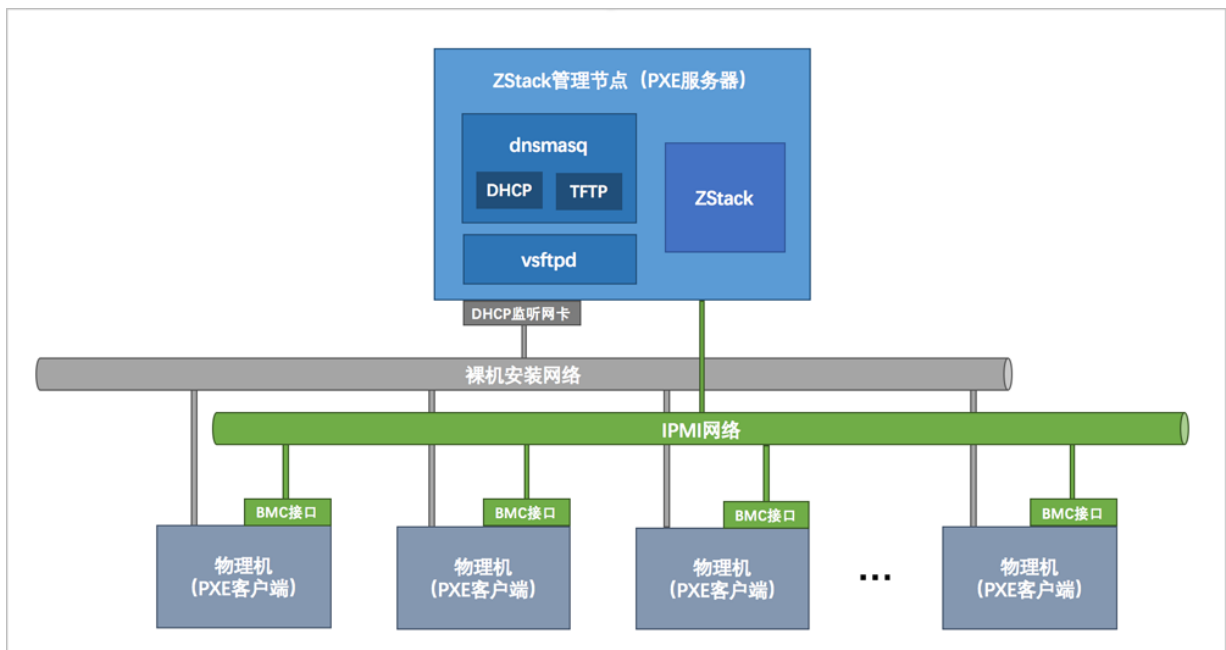 ZStack管理节点（PXE服务器）
dnsmasq
DHCP
TFTP
ZStack
vsftpd
DHCP监听网卡
裸机安装网络
IPMI网络
BMC接口
BMC接口
BMC接口
BMC接口
物理机
(PXE客户端)
物理机
(PXE客户端)
物理机
(PXE客户端)
...
物理机
(PXE客户端)